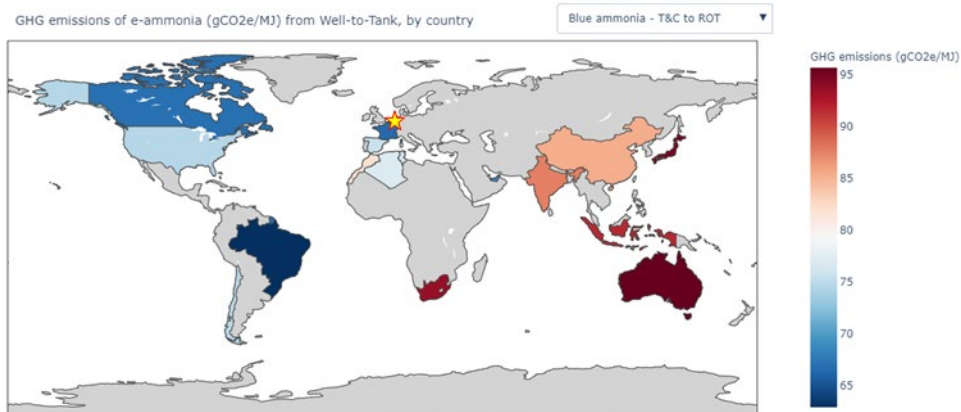 GHG emissions of e-ammonia (gCO2e/MJ) from Well-to-Tank, by country
Blue ammonia - T&C to ROT
GHG emissions (gCO2e/MJ)
95
90
85
80
75
70
65